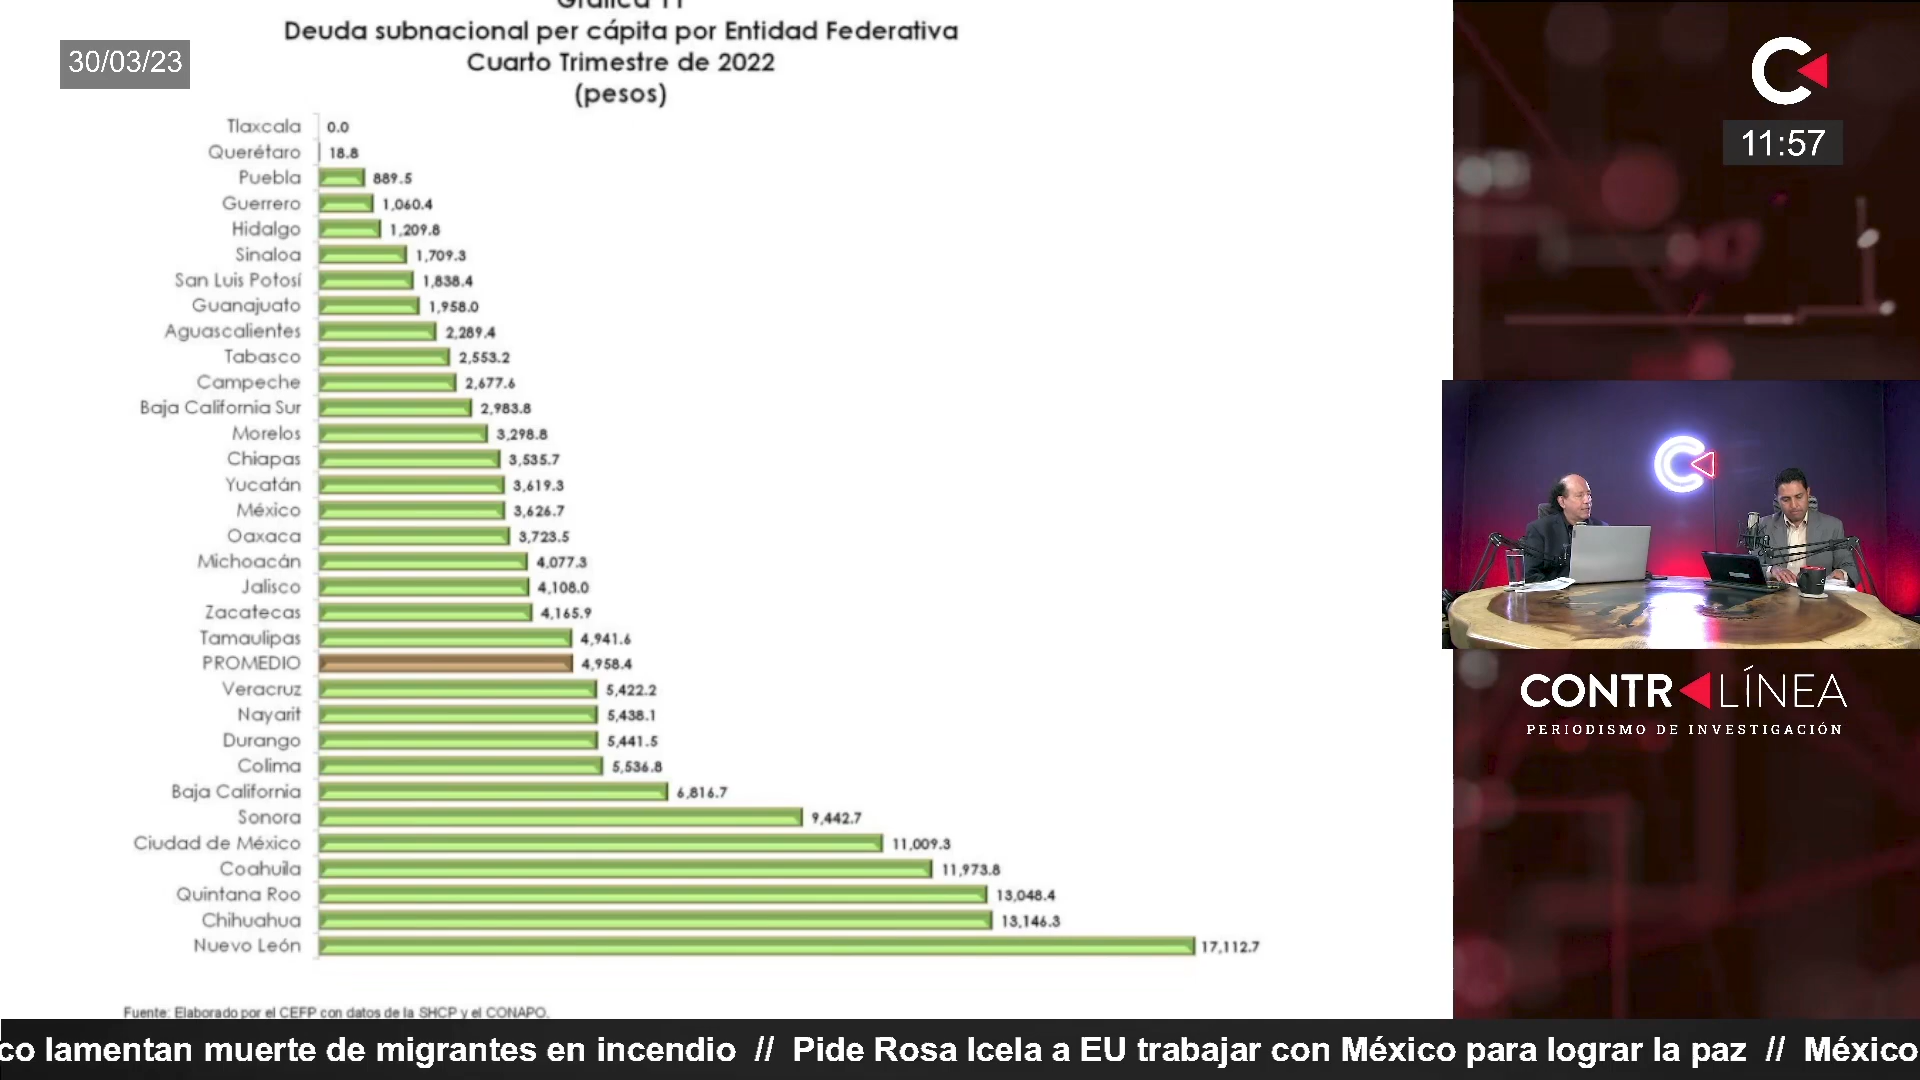 Gráfica 11
Deuda subnacional per cápita por Entidad Federativa
Cuarto Trimestre de 2022
(pesos)
30/03/23
11:57
Tlaxcala 0.0
Querétaro 18.8
Puebla 889.5
Guerrero 1,060.4
Hidalgo 1,209.8
Sinaloa 1,709.3
San Luis Potosí 1,838.4
Guanajuato 1,958.0
Aguascalientes 2,289.4
Tabasco 2,553.2
Campeche 2,677.6
Baja California Sur 2,983.8
Morelos 3,298.8
Chiapas 3,535.7
Yucatán 3,619.3
México 3,626.7
Oaxaca 3,723.5
Michoacán 4,077.3
Jalisco 4,108.0
Zacatecas 4,165.9
Tamaulipas 4,941.6
PROMEDIO 4,958.4
Veracruz 5,422.2
Nayarit 5,438.1
Durango 5,441.5
Colima 5,536.8
Baja California 6,816.7
Sonora 9,442.7
Ciudad de México 11,009.3
Coahuila 11,973.8
Quintana Roo 13,048.4
Chihuahua 13,146.3
Nuevo León 17,112.7
Fuente: Elaborado por el CEFP con datos de la SHCP y el CONAPO.
CONTRLÍNEA
PERIODISMO DE INVESTIGACIÓN
co lamentan muerte de migrantes en incendio // Pide Rosa Icela a EU trabajar con México para lograr la paz // México